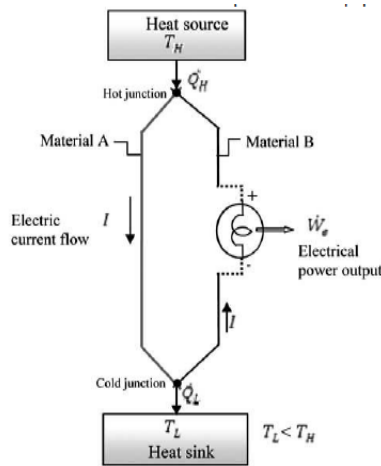 Heat source
T_H
Q̇_H
Hot junction
Material A
Material B
+
Electric
current flow
I
Ẇ_e
Electrical
power output
-
I
Cold junction
Q̇_L
T_L
Heat sink
T_L < T_H